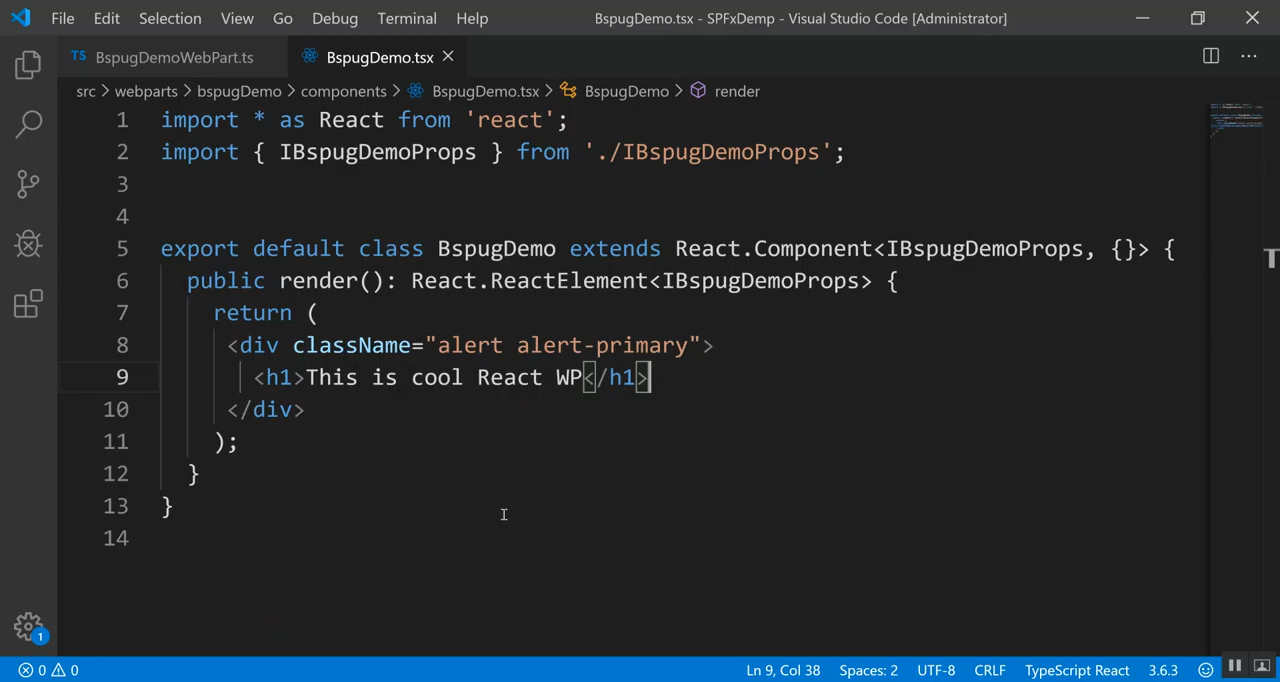 File Edit Selection View Go Debug Terminal Help BspugDemo.tsx - SPFxDemp - Visual Studio Code [Administrator]
TS BspugDemoWebPart.ts BspugDemo.tsx
src > webparts > bspugDemo > components > BspugDemo.tsx > BspugDemo > render
1 import * as React from 'react';
2 import { IBspugDemoProps } from './IBspugDemoProps';
3
4
5 export default class BspugDemo extends React.Component<IBspugDemoProps, {}> {
6 public render(): React.ReactElement<IBspugDemoProps> {
7 return (
8 <div className="alert alert-primary">
9 <h1>This is cool React WP</h1>
10 </div>
11 );
12 }
13 }
14
1
0 0 Ln 9, Col 38 Spaces: 2 UTF-8 CRLF TypeScript React 3.6.3